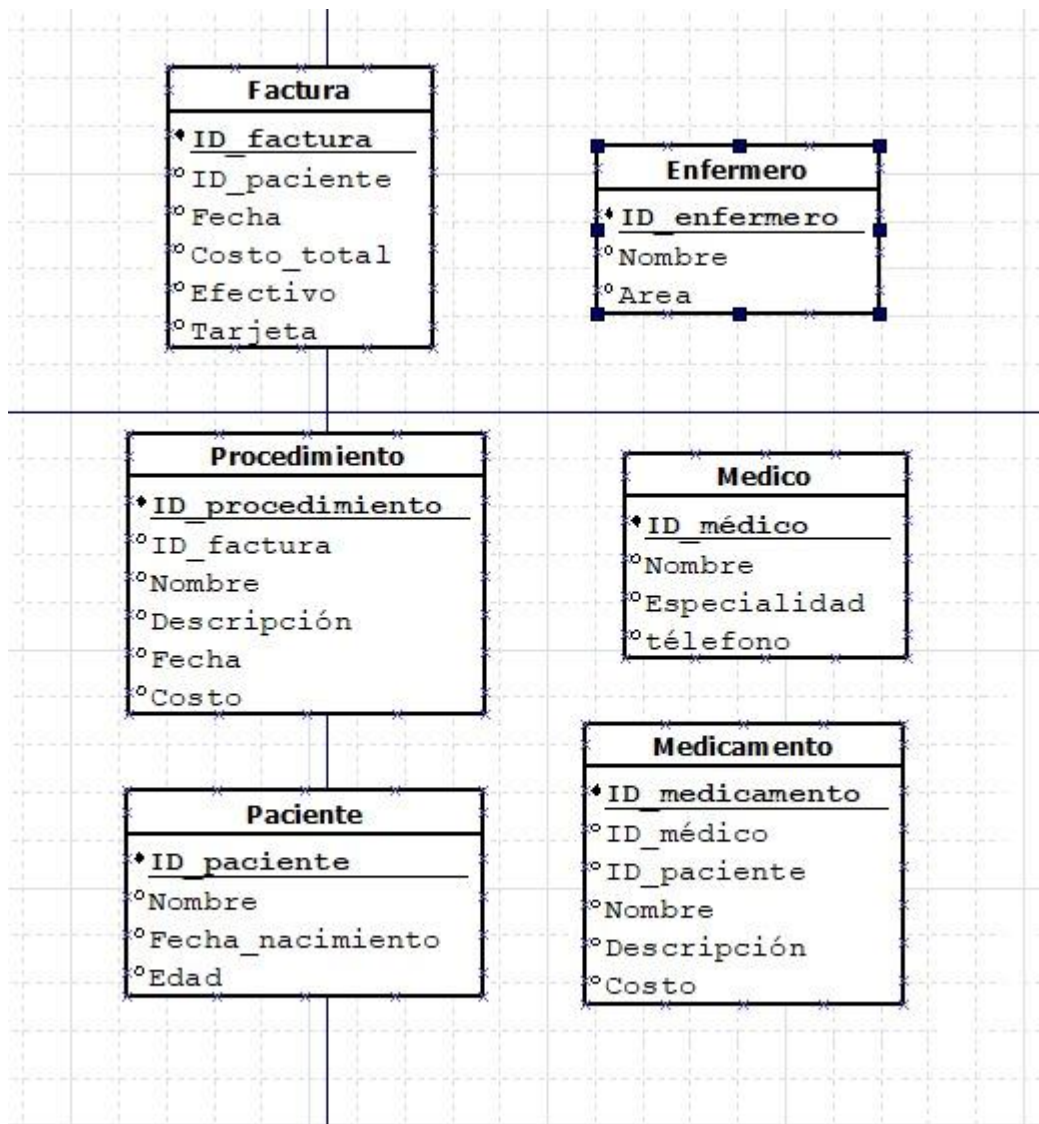 Factura
ID_factura
ID_paciente
Fecha
Costo_total
Efectivo
Tarjeta
Enfermero
ID_enfermero
Nombre
Area
Procedimiento
ID_procedimiento
ID_factura
Nombre
Descripción
Fecha
Costo
Medico
ID_médico
Nombre
Especialidad
télefono
Paciente
ID_paciente
Nombre
Fecha_nacimiento
Edad
Medicamento
ID_medicamento
ID_médico
ID_paciente
Nombre
Descripción
Costo